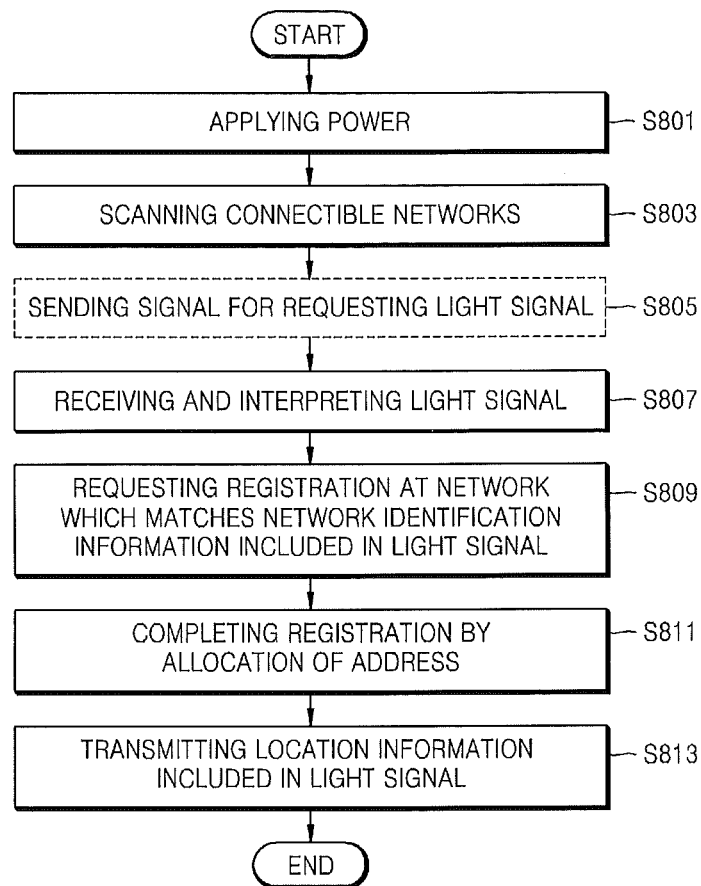 START
APPLYING POWER
S801
SCANNING CONNECTIBLE NETWORKS
S803
SENDING SIGNAL FOR REQUESTING LIGHT SIGNAL
S805
RECEIVING AND INTERPRETING LIGHT SIGNAL
S807
REQUESTING REGISTRATION AT NETWORK
WHICH MATCHES NETWORK IDENTIFICATION
INFORMATION INCLUDED IN LIGHT SIGNAL
S809
COMPLETING REGISTRATION BY
ALLOCATION OF ADDRESS
S811
TRANSMITTING LOCATION INFORMATION
INCLUDED IN LIGHT SIGNAL
S813
END